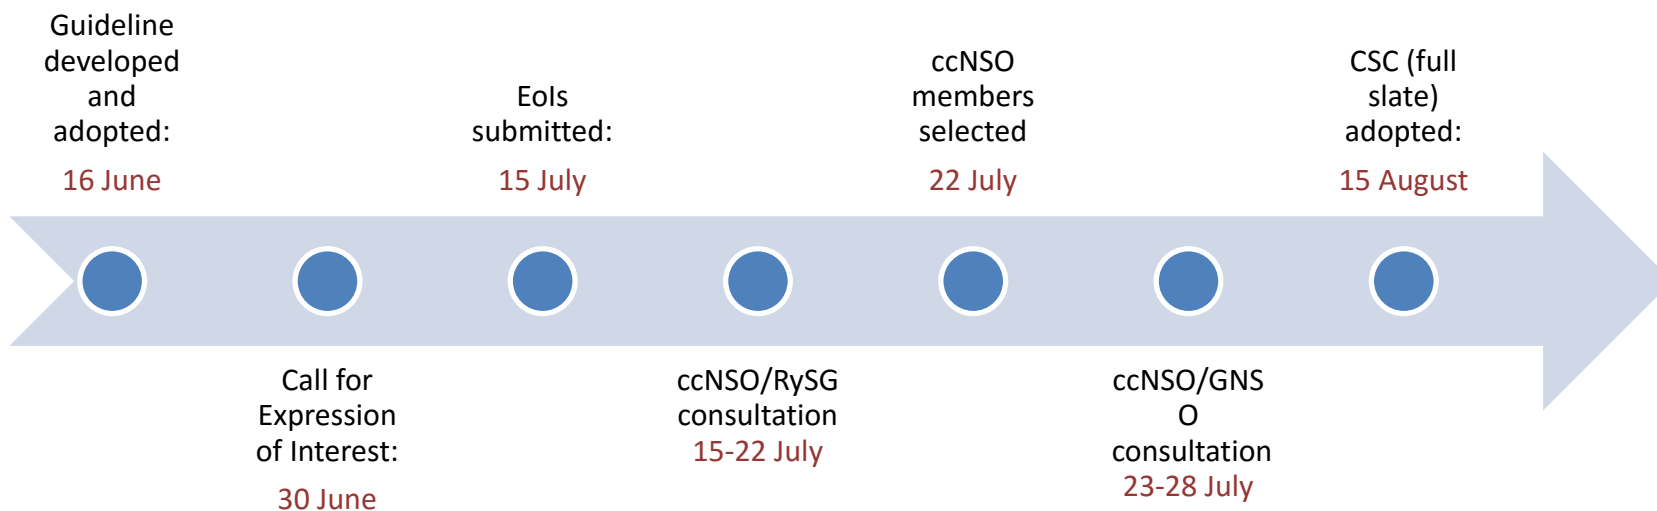 Guideline
developed
and
adopted:
16 June
Call for
Expression
of Interest:
30 June
EoIs
submitted:
15 July
ccNSO/RySG
consultation
15-22 July
ccNSO
members
selected
22 July
ccNSO/GNS
O
consultation
23-28 July
CSC (full
slate)
adopted:
15 August